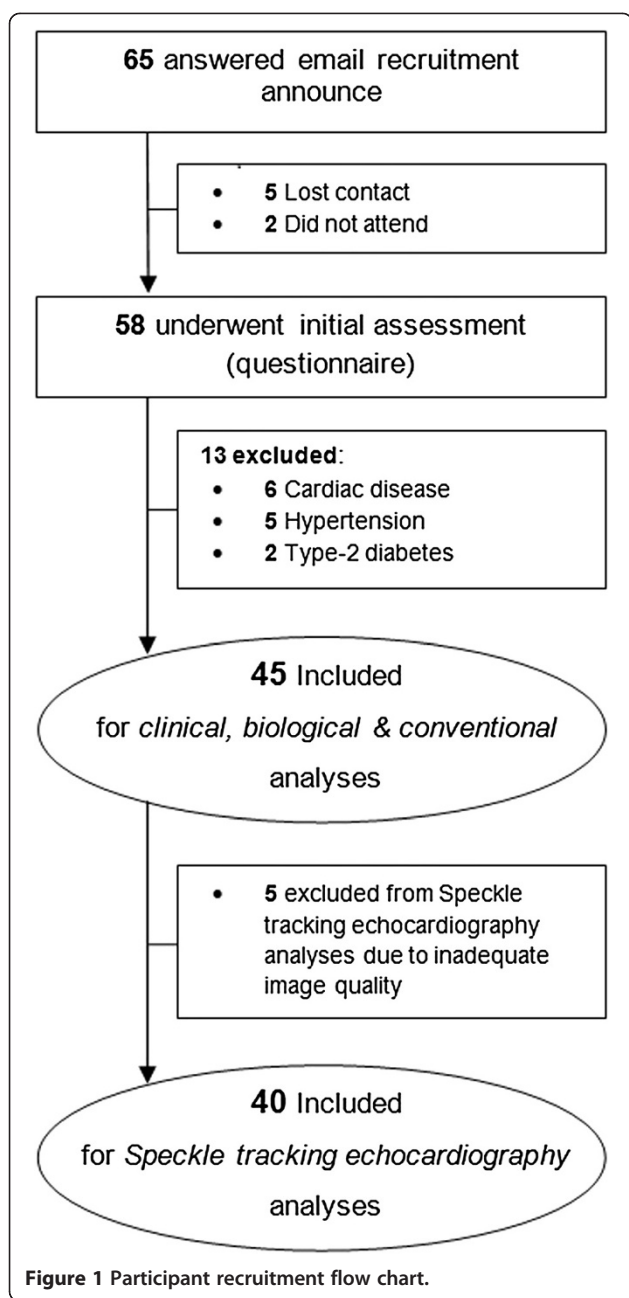 65 answered email recruitment
announce
• 5 Lost contact
• 2 Did not attend
58 underwent initial assessment
(questionnaire)
13 excluded:
• 6 Cardiac disease
• 5 Hypertension
• 2 Type-2 diabetes
45 Included
for clinical, biological & conventional
analyses
• 5 excluded from Speckle
tracking echocardiography
analyses due to inadequate
image quality
40 Included
for Speckle tracking echocardiography
analyses
Figure 1 Participant recruitment flow chart.